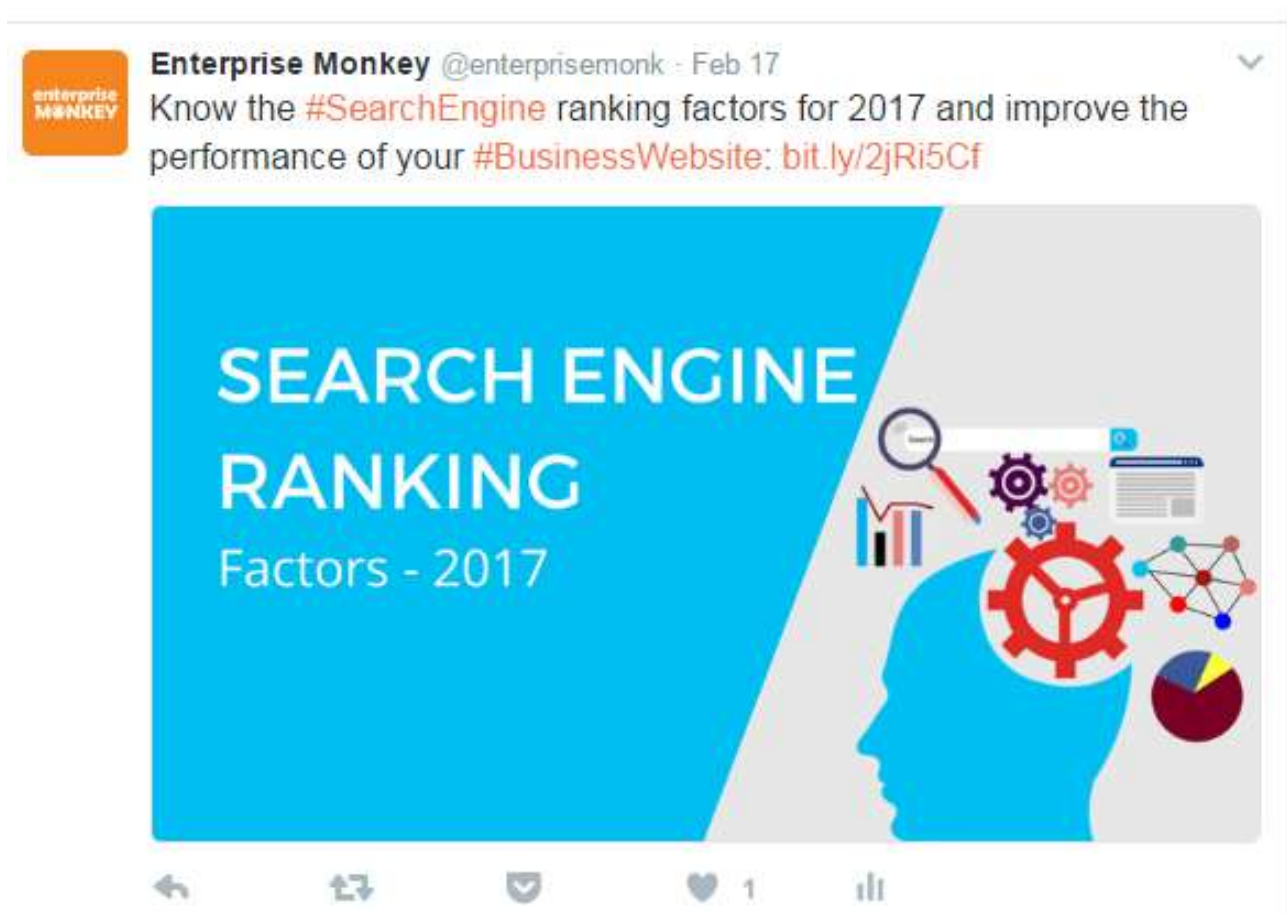 enterprise
MONKEY
Enterprise Monkey @enterprisemonk · Feb 17
Know the #SearchEngine ranking factors for 2017 and improve the
performance of your #BusinessWebsite: bit.ly/2jRi5Cf
SEARCH ENGINE
RANKING
Factors - 2017
Search
1